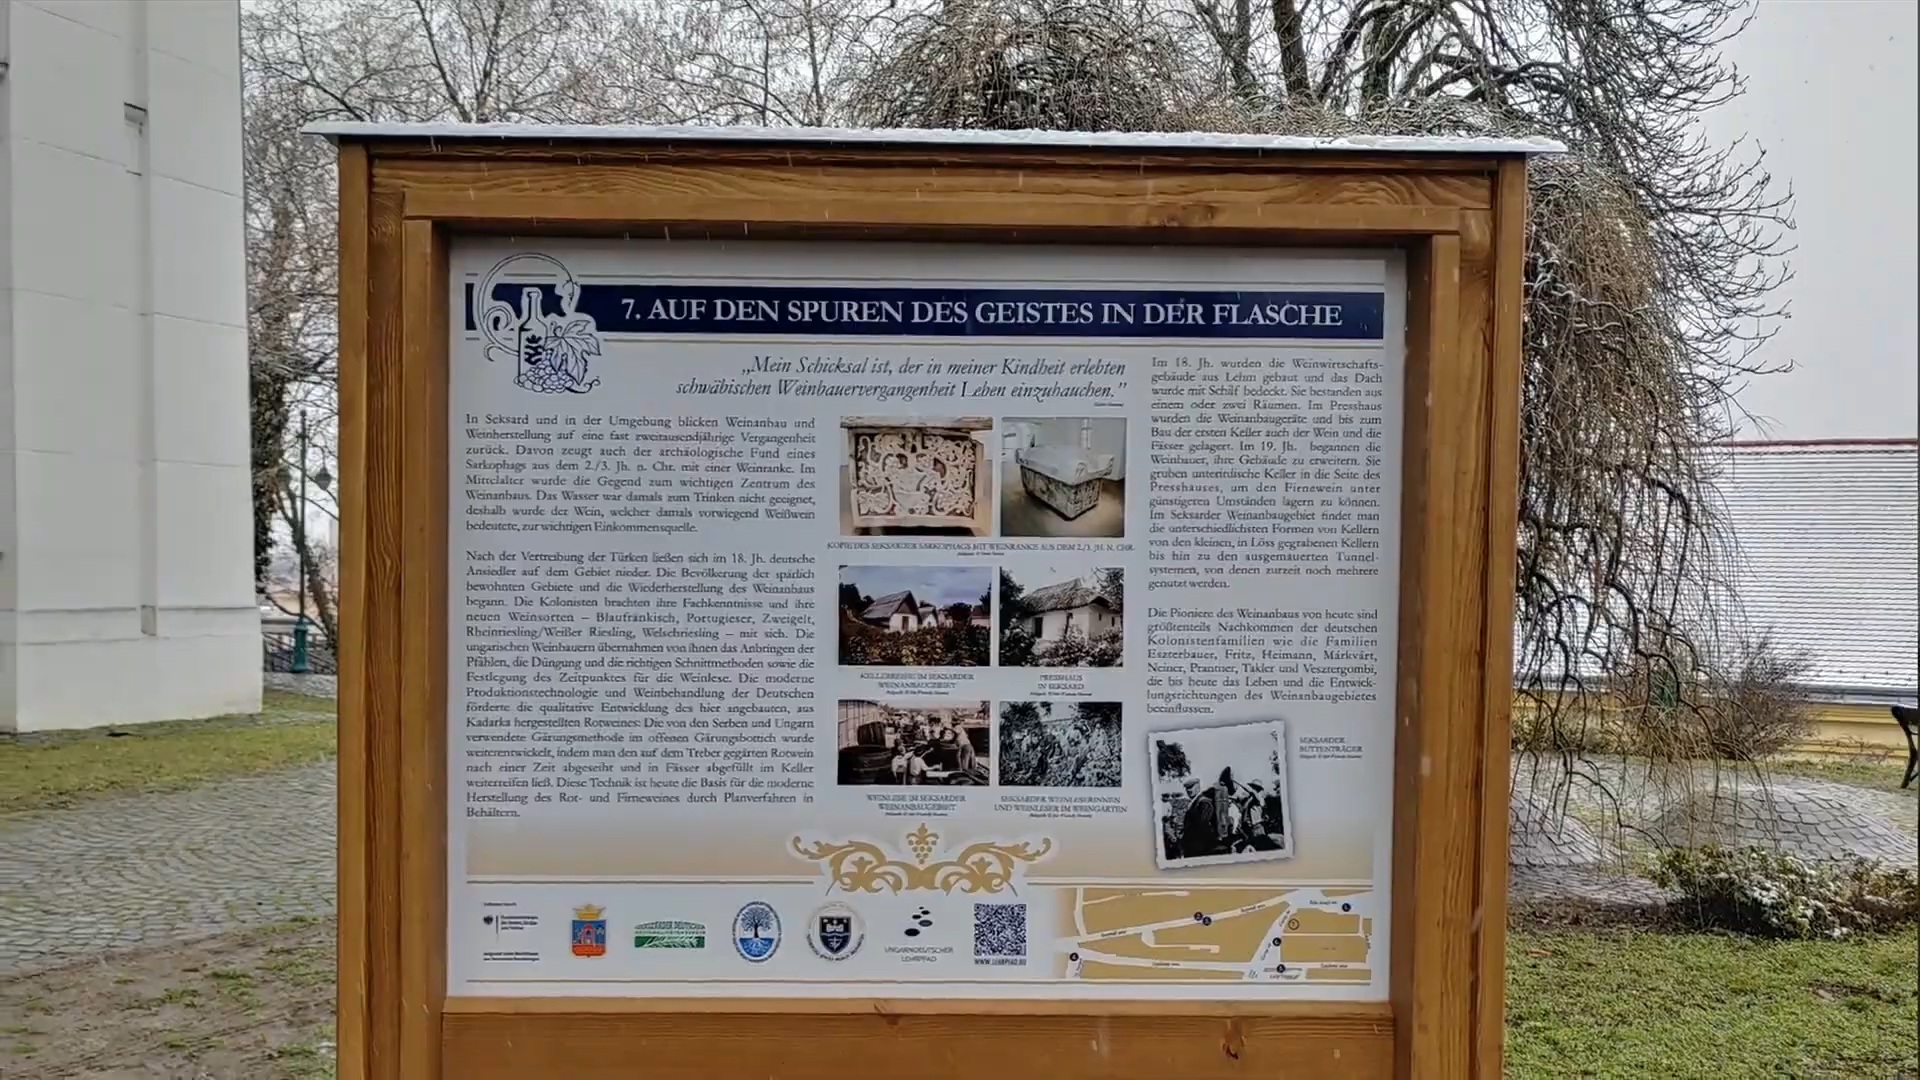 7. AUF DEN SPUREN DES GEISTES IN DER FLASCHE
„Mein Schicksal ist, der in meiner Kindheit erlebten
schwäbischen Weinbauervergangenheit Leben einzuhauchen.”
In Seksard und in der Umgebung blicken Weinanbau und
Weinherstellung auf eine fast zweitausendjährige Vergangenheit
zurück. Davon zeugt auch der archäologische Fund eines
Sarkophags aus dem 2./3. Jh. n. Chr. mit einer Weinranke. Im
Mittelalter wurde die Gegend zum wichtigen Zentrum des
Weinanbaus. Das Wasser war damals zum Trinken nicht geeignet,
deshalb wurde der Wein, welcher damals vorwiegend Weißwein
bedeutete, zur wichtigen Einkommensquelle.
Nach der Vertreibung der Türken ließen sich im 18. Jh. deutsche
Ansiedler auf dem Gebiet nieder. Die Bevölkerung der spärlich
bewohnten Gebiete und die Wiederherstellung des Weinanbaus
begann. Die Kolonisten brachten ihre Fachkenntnisse und ihre
neuen Weinsorten – Blaufränkisch, Portugieser, Zweigelt,
Rheinriesling/Weißer Riesling, Welschriesling – mit sich. Die
ungarischen Weinbauern übernahmen von ihnen das Anbringen der
Pfählen, die Düngung und die richtigen Schnittmethoden sowie die
Festlegung des Zeitpunktes für die Weinlese. Die moderne
Produktionstechnologie und Weinbehandlung der Deutschen
förderte die qualitative Entwicklung des hier angebauten, aus
Kadarka hergestellten Rotweines: Die von den Serben und Ungarn
verwendete Gärungsmethode im offenen Gärungsbottich wurde
weiterentwickelt, indem man den auf dem Treber gegärten Rotwein
nach einer Zeit abgeseiht und in Fässer abgefüllt im Keller
weiterreifen ließ. Diese Technik ist heute die Basis für die moderne
Herstellung des Rot- und Firneweines durch Planverfahren in
Behältern.
KOPIE DES SEKSARDER SARKOPHAGS MIT WEINRANKE AUS DEM 2./3. JH. N. CHR.
KELLERREIHE IM SEKSARDER
WEINANBAUGEBIET
PRESSHAUS
IN SEKSARD
WEINLESE IM SEKSARDER
WEINANBAUGEBIET
SEKSARDER WEINLESERINNEN
UND WEINLESER IM WEINGARTEN
Im 18. Jh. wurden die Weinwirtschafts-
gebäude aus Lehm gebaut und das Dach
wurde mit Schilf bedeckt. Sie bestanden aus
einem oder zwei Räumen. Im Presshaus
wurden die Weinanbaugeräte und bis zum
Bau der ersten Keller auch der Wein und die
Fässer gelagert. Im 19. Jh. begannen die
Weinbauer, ihre Gebäude zu erweitern. Sie
gruben unterirdische Keller in die Seite des
Presshauses, um den Firnewein unter
günstigeren Umständen lagern zu können.
Im Seksarder Weinanbaugebiet findet man
die unterschiedlichsten Formen von Kellern
von den kleinen, in Löss gegrabenen Kellern
bis hin zu den ausgemauerten Tunnel-
systemen, von denen zurzeit noch mehrere
genutzt werden.
Die Pioniere des Weinanbaus von heute sind
größtenteils Nachkommen der deutschen
Kolonistenfamilien wie die Familien
Eszterbauer, Fritz, Heimann, Márkvárt,
Neiner, Prantner, Takler und Vesztergombi,
die bis heute das Leben und die Entwick-
lungsrichtungen des Weinanbaugebietes
beeinflussen.
SEKSARDER
BUTTENTRÄGER
UNGARNDEUTSCHER
LEHRPFAD
WWW.LEHRPFAD.EU